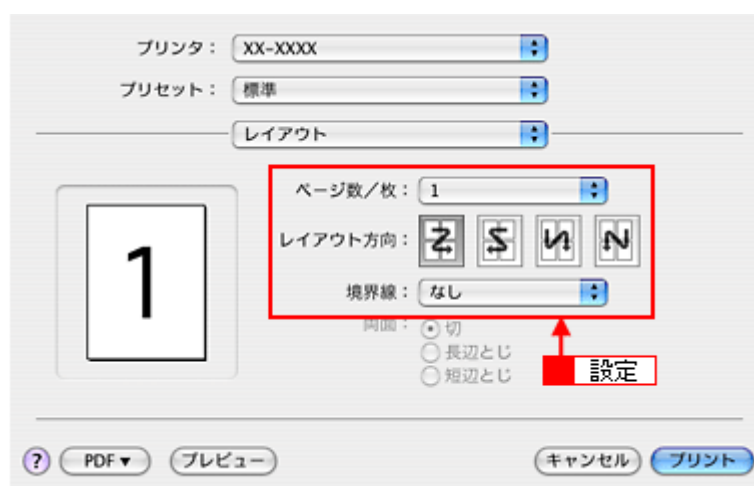 プリンタ： XX-XXXX
プリセット： 標準
レイアウト
ページ数／枚： 1
レイアウト方向：
1
境界線： なし
両面： 切
長辺とじ
短辺とじ
設定
? PDF▼ プレビュー キャンセル プリント